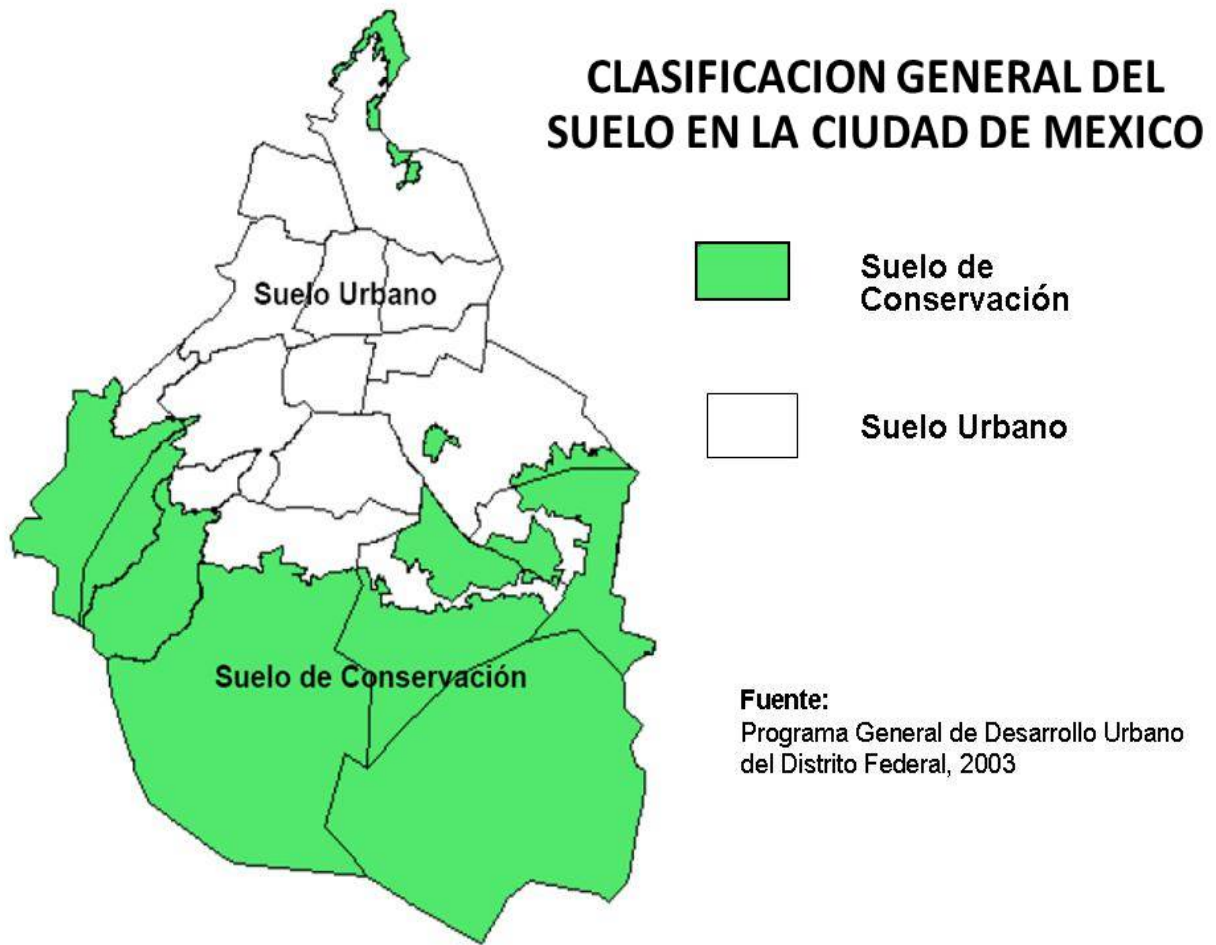 CLASIFICACION GENERAL DEL
SUELO EN LA CIUDAD DE MEXICO
Suelo de
Conservación
Suelo Urbano
Suelo Urbano
Suelo de Conservación
Fuente:
Programa General de Desarrollo Urbano
del Distrito Federal, 2003